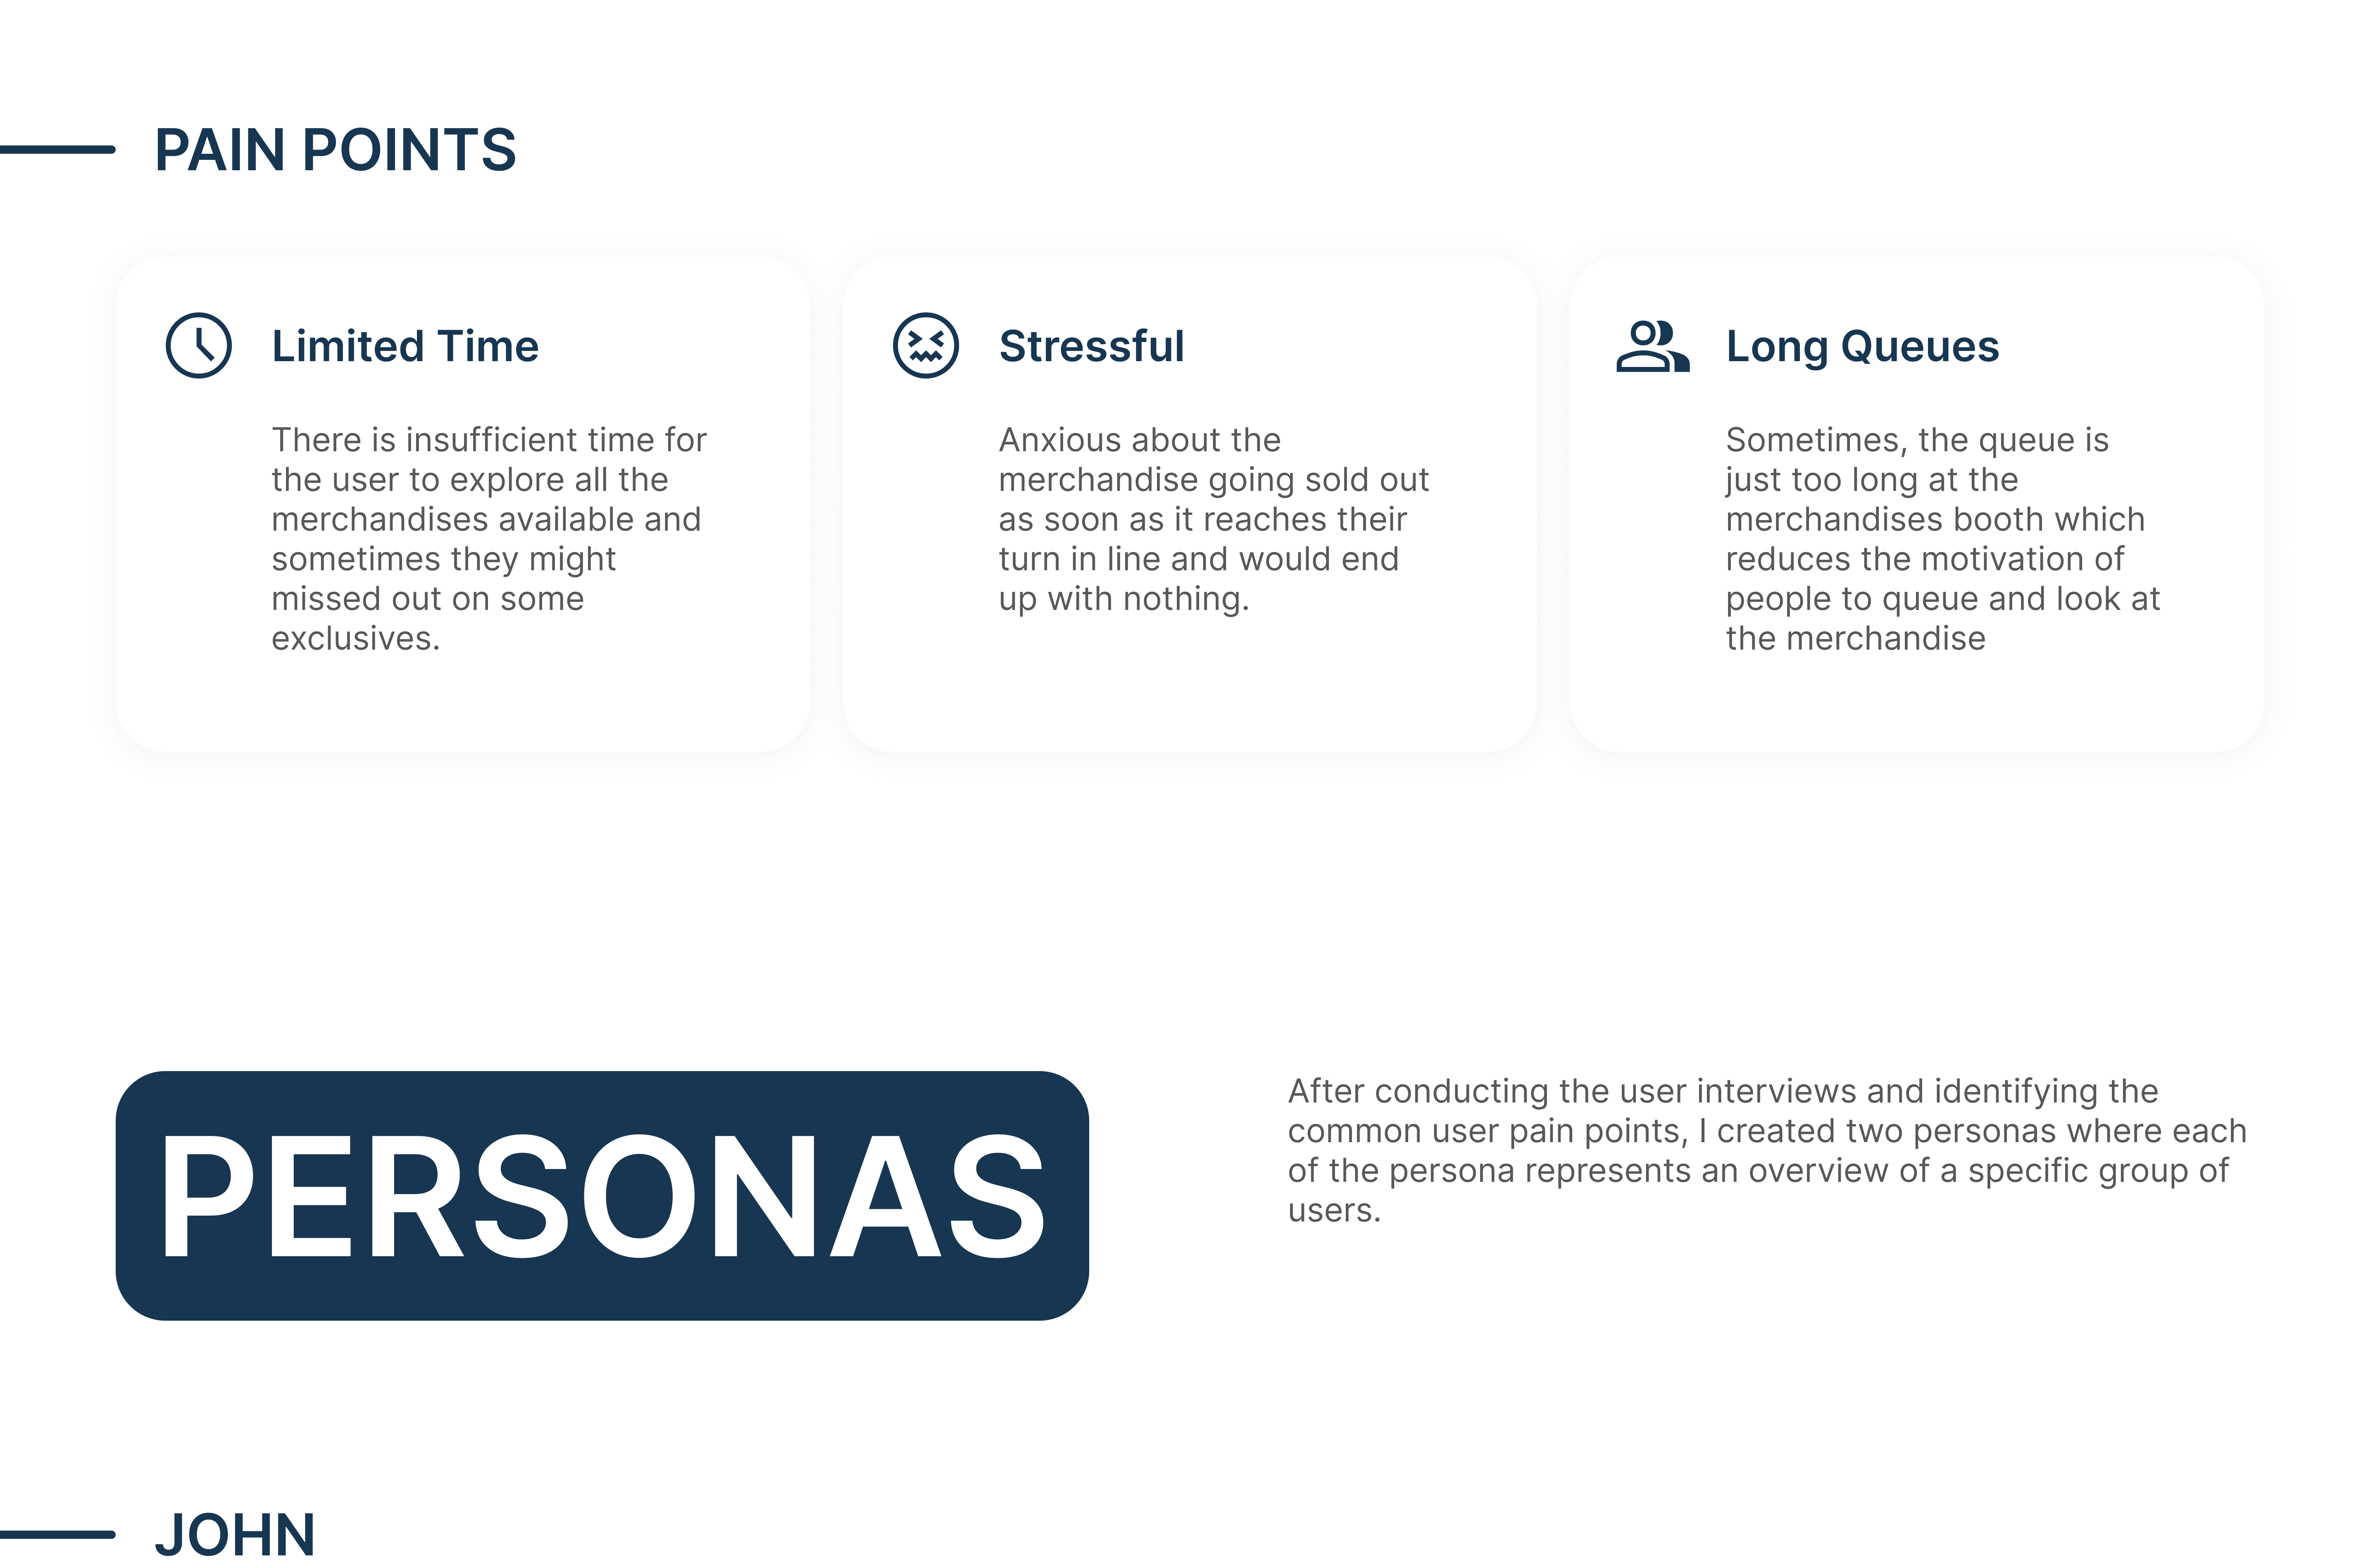 PAIN POINTS
Limited Time
There is insufficient time for
the user to explore all the
merchandises available and
sometimes they might
missed out on some
exclusives.
Stressful
Anxious about the
merchandise going sold out
as soon as it reaches their
turn in line and would end
up with nothing.
Long Queues
Sometimes, the queue is
just too long at the
merchandises booth which
reduces the motivation of
people to queue and look at
the merchandise
PERSONAS
After conducting the user interviews and identifying the
common user pain points, I created two personas where each
of the persona represents an overview of a specific group of
users.
JOHN